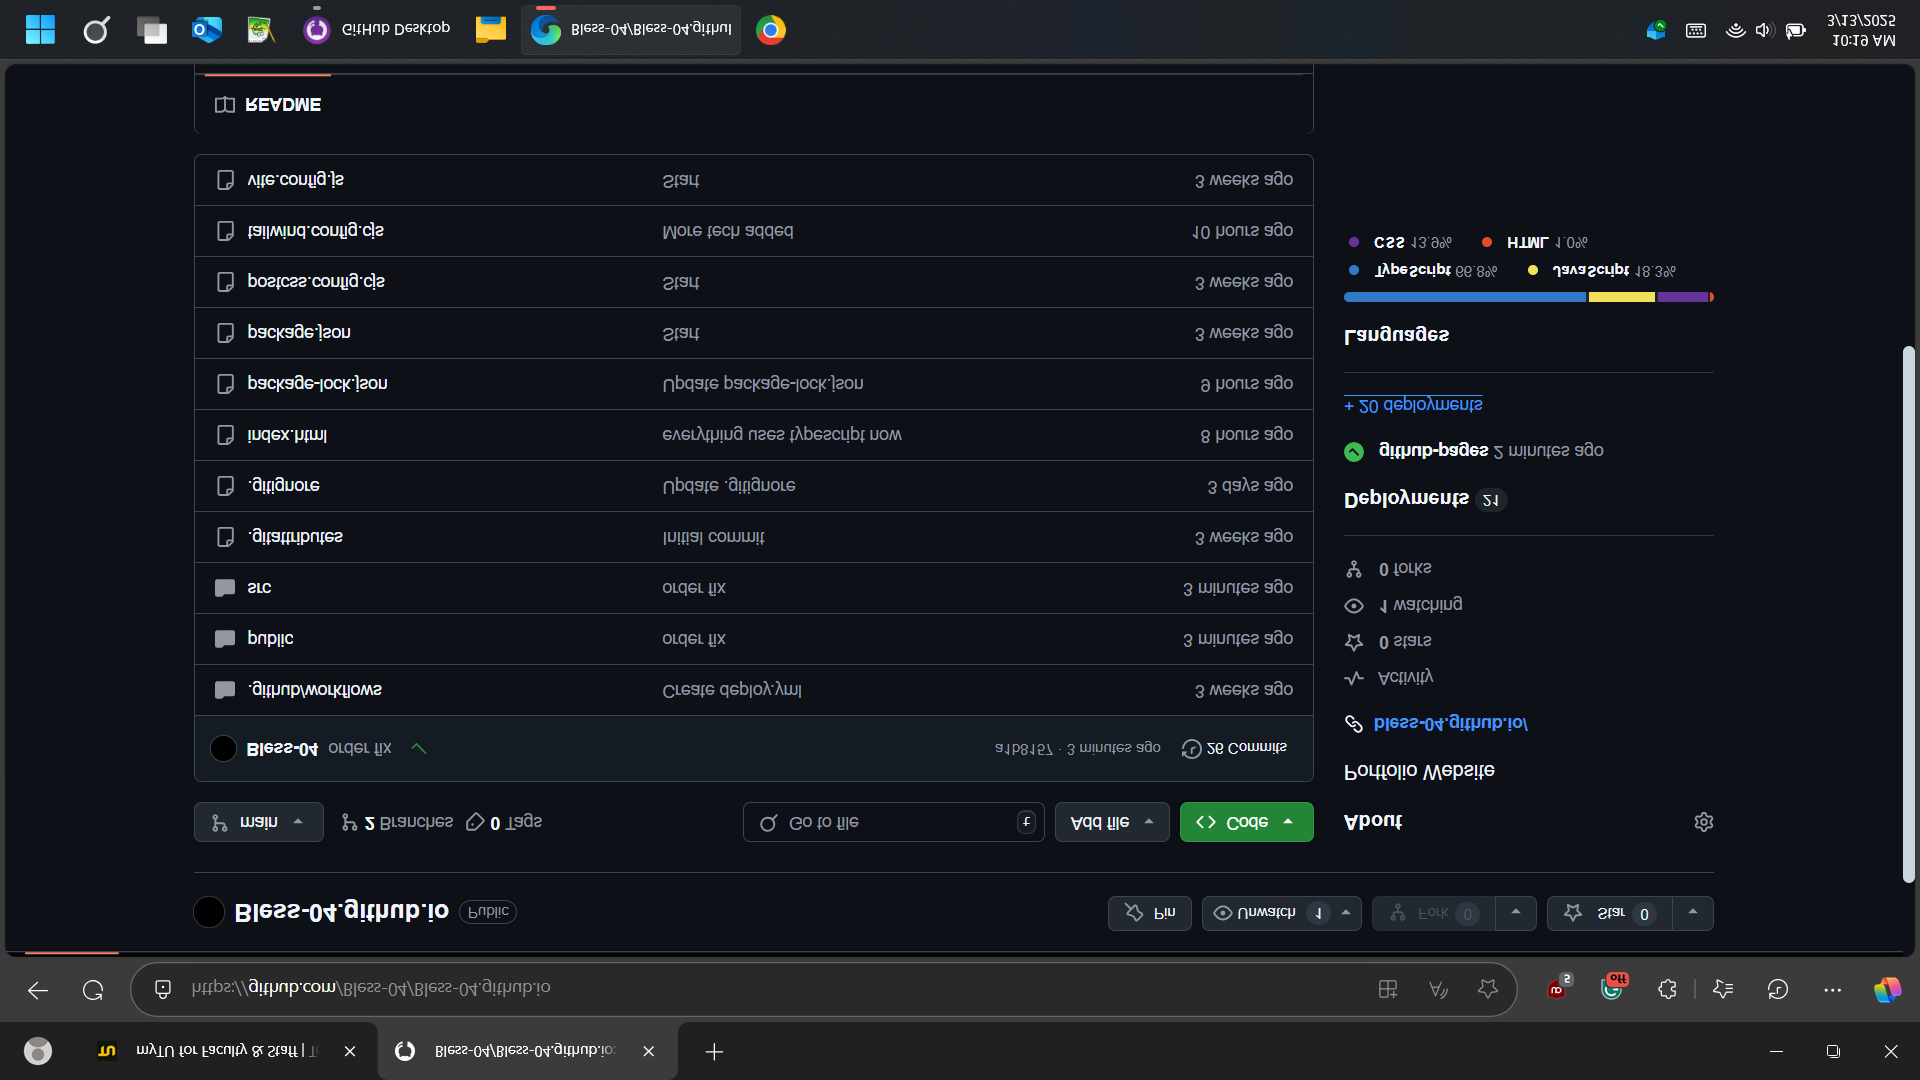 myTU for Faculty & Staff | To
Bless-04/Bless-04.github.io:
https://github.com/Bless-04/Bless-04.github.io
5
off
Bless-04.github.io Public
Pin
Unwatch 1
Fork 0
Star 0
main
2 Branches
0 Tags
Go to file
t
Add file
<> Code
Bless-04 order fix
a1b8157 · 3 minutes ago
26 Commits
.github/workflows Create deploy.yml 3 weeks ago
public order fix 3 minutes ago
src order fix 3 minutes ago
.gitattributes Initial commit 3 weeks ago
.gitignore Update .gitignore 3 days ago
index.html everything uses typescript now 8 hours ago
package-lock.json Update package-lock.json 9 hours ago
package.json Start 3 weeks ago
postcss.config.cjs Start 3 weeks ago
tailwind.config.cjs More tech added 10 hours ago
vite.config.js Start 3 weeks ago
README
About
Portfolio Website
bless-04.github.io/
Activity
0 stars
1 watching
0 forks
Deployments 21
github-pages 2 minutes ago
+ 20 deployments
Languages
TypeScript 66.8% JavaScript 18.3%
CSS 13.9% HTML 1.0%
GitHub Desktop
Bless-04/Bless-04.githul
10:19 AM
3/13/2025